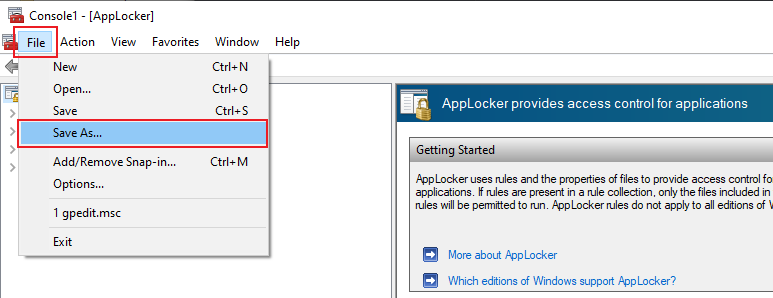 Console1 - [AppLocker]
File Action View Favorites Window Help
New Ctrl+N
Open... Ctrl+O
Save Ctrl+S
Save As...
Add/Remove Snap-in... Ctrl+M
Options...
1 gpedit.msc
Exit
AppLocker provides access control for applications
Getting Started
AppLocker uses rules and the properties of files to provide access control for
applications. If rules are present in a rule collection, only the files included in
rules will be permitted to run. AppLocker rules do not apply to all editions of
More about AppLocker
Which editions of Windows support AppLocker?